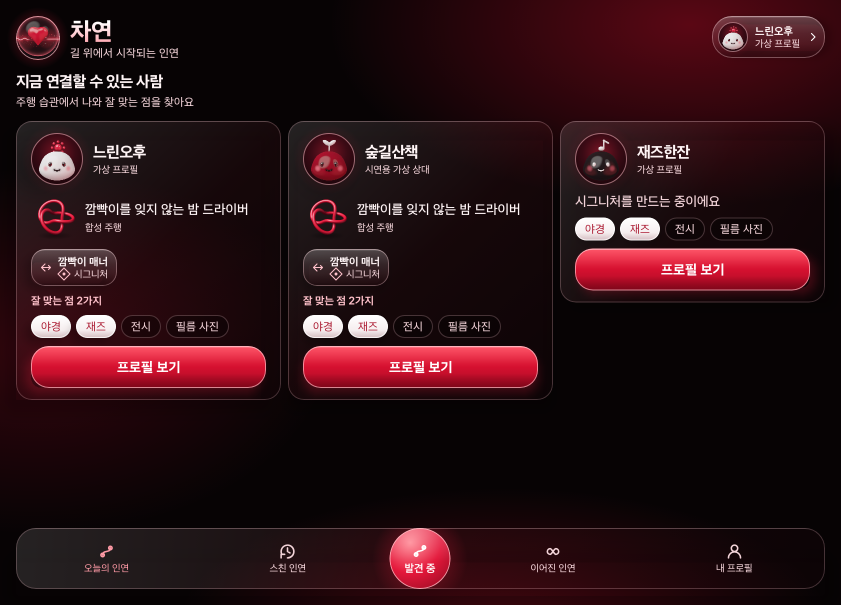 차연
길 위에서 시작되는 인연
느린오후
가상 프로필
지금 연결할 수 있는 사람
주행 습관에서 나와 잘 맞는 점을 찾아요
느린오후
가상 프로필
깜빡이를 잊지 않는 밤 드라이버
합성 주행
깜빡이 매너
시그니처
잘 맞는 점 2가지
야경 재즈 전시 필름 사진
프로필 보기
숲길산책
시연용 가상 상대
깜빡이를 잊지 않는 밤 드라이버
합성 주행
깜빡이 매너
시그니처
잘 맞는 점 2가지
야경 재즈 전시 필름 사진
프로필 보기
재즈한잔
가상 프로필
시그니처를 만드는 중이에요
야경 재즈 전시 필름 사진
프로필 보기
오늘의 인연 스친 인연 발견 중 이어진 인연 내 프로필